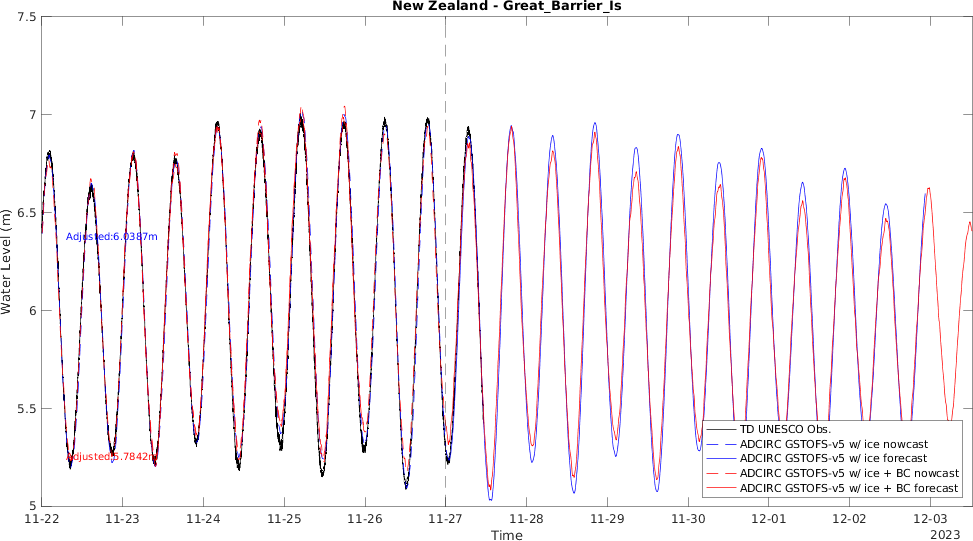 New Zealand - Great_Barrier_Is
Water Level (m)
7.5
7
6.5
6
5.5
5
Adjusted:6.0387m
Adjusted:5.7842m
TD UNESCO Obs.
ADCIRC GSTOFS-v5 w/ ice nowcast
ADCIRC GSTOFS-v5 w/ ice forecast
ADCIRC GSTOFS-v5 w/ ice + BC nowcast
ADCIRC GSTOFS-v5 w/ ice + BC forecast
11-22 11-23 11-24 11-25 11-26 11-27 11-28 11-29 11-30 12-01 12-02 12-03
Time
2023